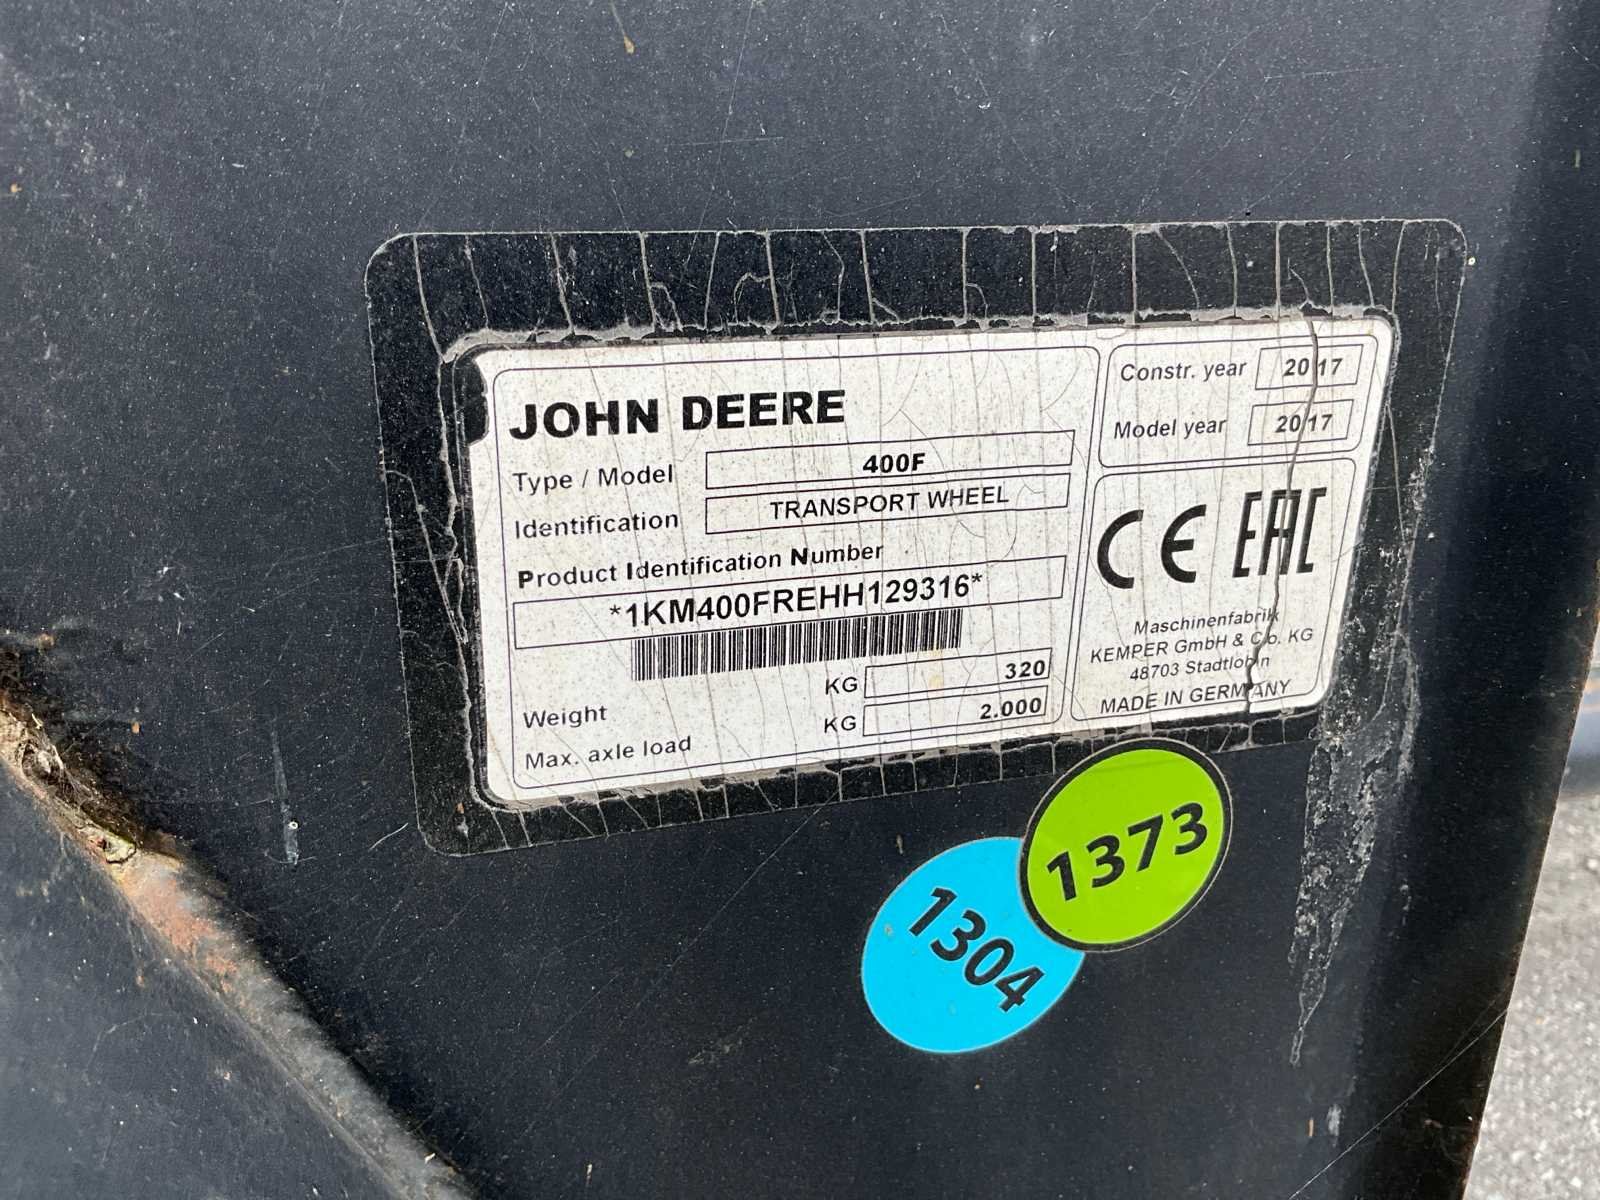 JOHN DEERE
Type / Model 400F
Identification TRANSPORT WHEEL
Product Identification Number
*1KM400FREHH129316*
Weight KG 320
Max. axle load KG 2.000
Constr. year 2017
Model year 2017
CE EAC
Maschinenfabrik
KEMPER GmbH & Co. KG
48703 Stadtlohn
MADE IN GERMANY
1373
1304